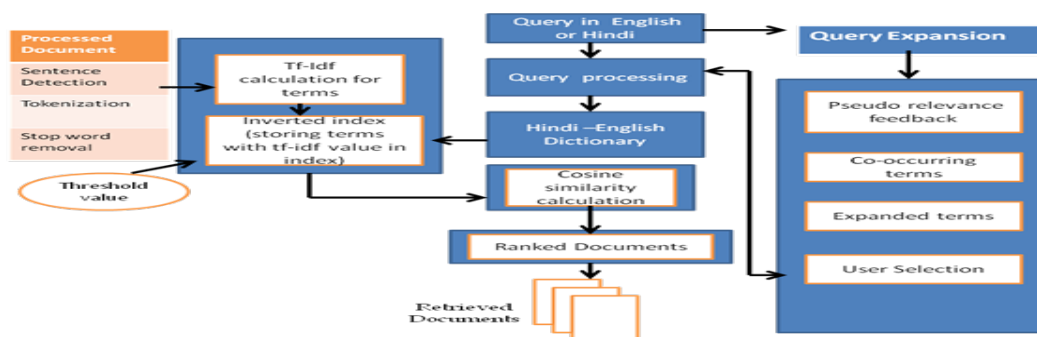 Processed
Document
Sentence
Detection
Tokenization
Stop word
removal
Threshold
value
Tf-Idf
calculation for
terms
Inverted index
(storing terms
with tf-idf value in
index)
Query in English
or Hindi
Query processing
Hindi –English
Dictionary
Cosine
similarity
calculation
Ranked Documents
Retrieved
Documents
Query Expansion
Pseudo relevance
feedback
Co-occurring
terms
Expanded terms
User Selection